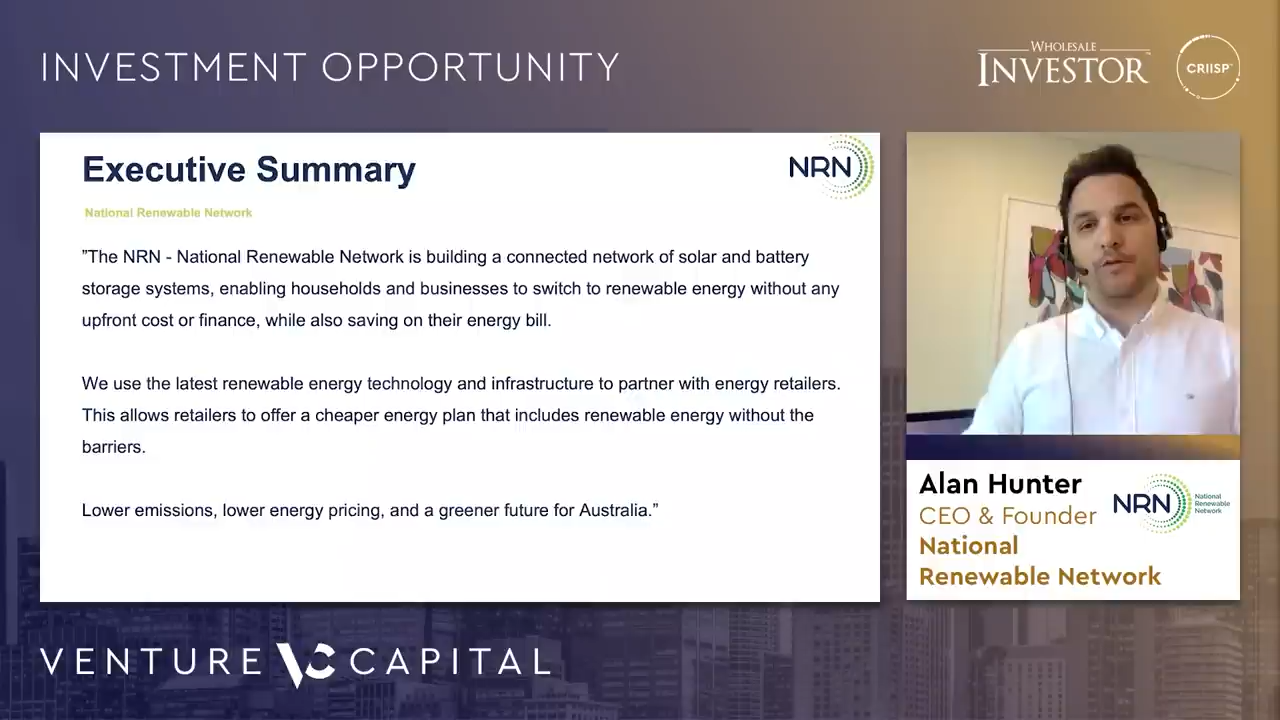 INVESTMENT OPPORTUNITY
WHOLESALE
INVESTOR
CRIISP™
Executive Summary
NRN
National Renewable Network
"The NRN - National Renewable Network is building a connected network of solar and battery
storage systems, enabling households and businesses to switch to renewable energy without any
upfront cost or finance, while also saving on their energy bill.
We use the latest renewable energy technology and infrastructure to partner with energy retailers.
This allows retailers to offer a cheaper energy plan that includes renewable energy without the
barriers.
Lower emissions, lower energy pricing, and a greener future for Australia."
Alan Hunter
CEO & Founder
National
Renewable Network
NRN
National
Renewable
Network
VENTURE VC CAPITAL